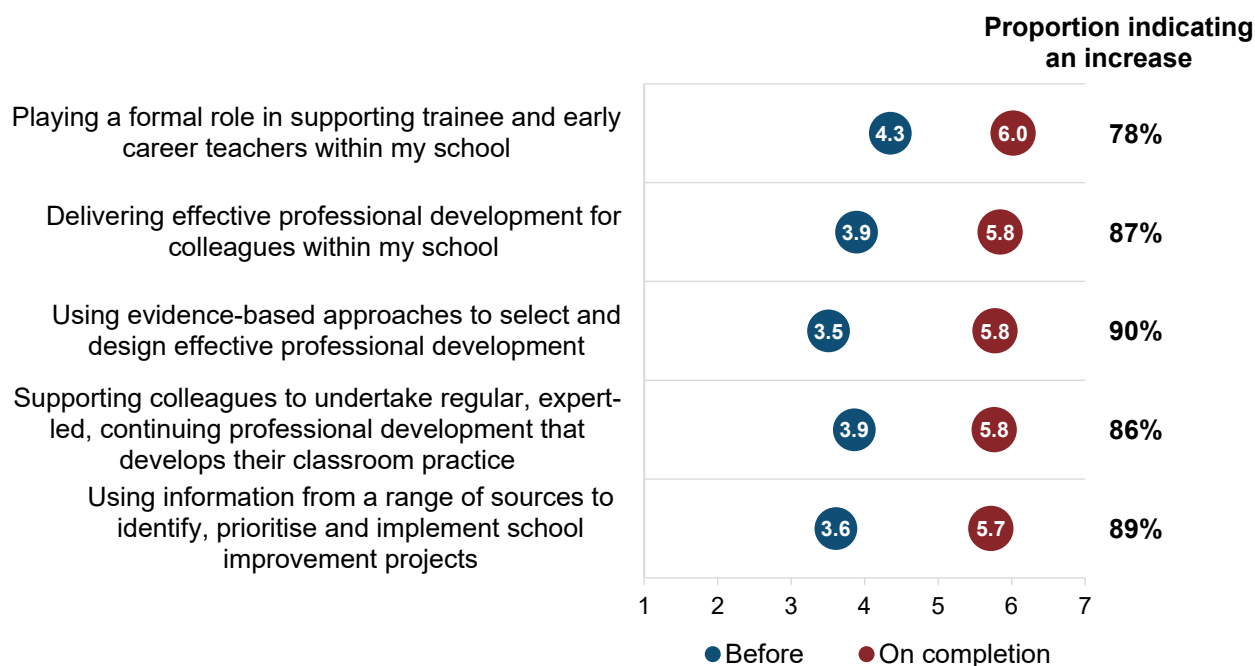 Proportion indicating
an increase
Playing a formal role in supporting trainee and early
career teachers within my school
4.3
6.0
78%
Delivering effective professional development for
colleagues within my school
3.9
5.8
87%
Using evidence-based approaches to select and
design effective professional development
3.5
5.8
90%
Supporting colleagues to undertake regular, expert-
led, continuing professional development that
develops their classroom practice
3.9
5.8
86%
Using information from a range of sources to
identify, prioritise and implement school
improvement projects
3.6
5.7
89%
1 2 3 4 5 6 7
Before On completion